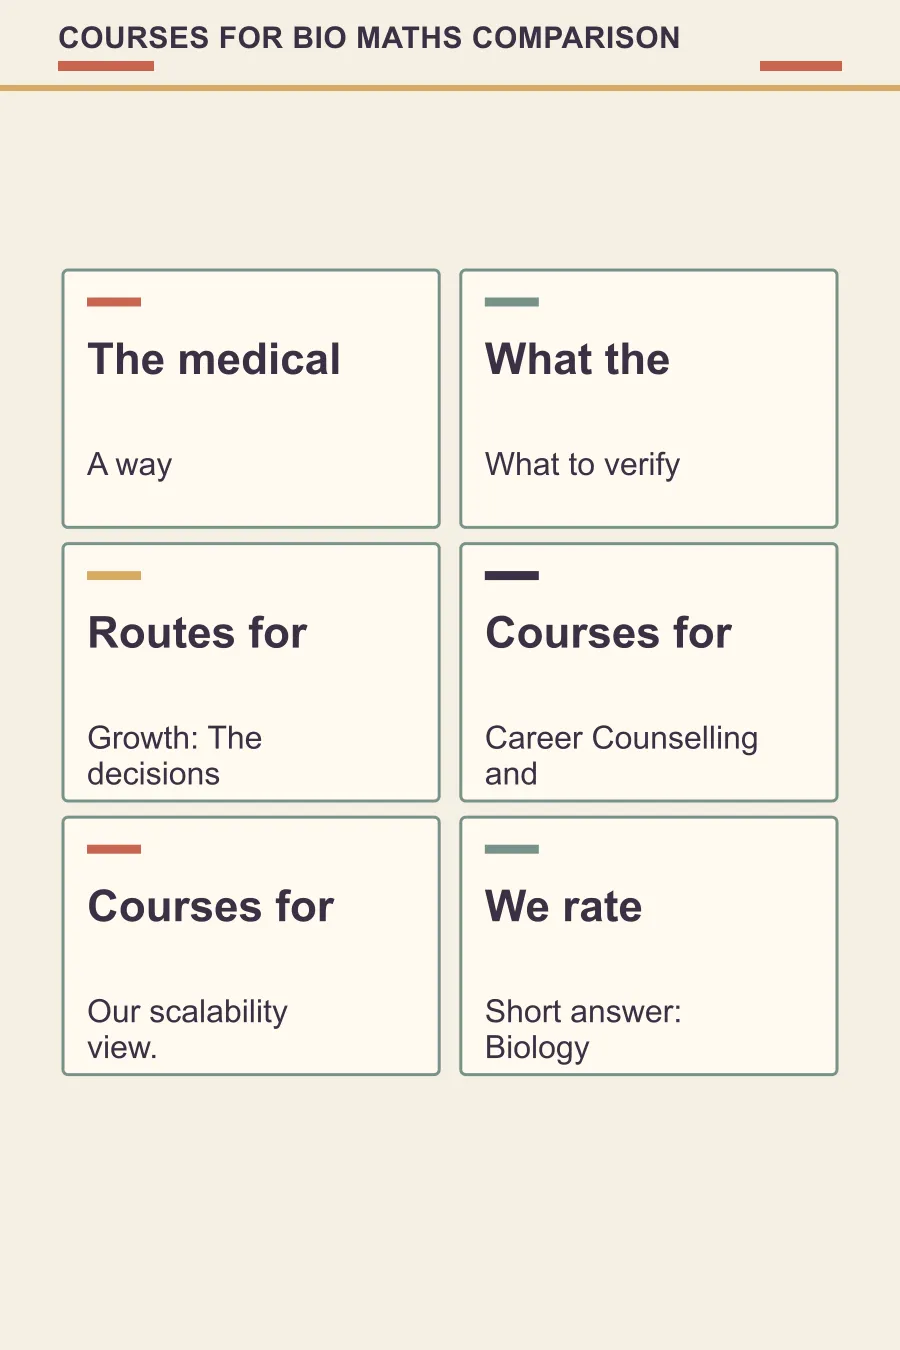 COURSES FOR BIO MATHS COMPARISON
The medical
A way
What the
What to verify
Routes for
Growth: The
decisions
Courses for
Career Counselling
and
Courses for
Our scalability
view.
We rate
Short answer:
Biology